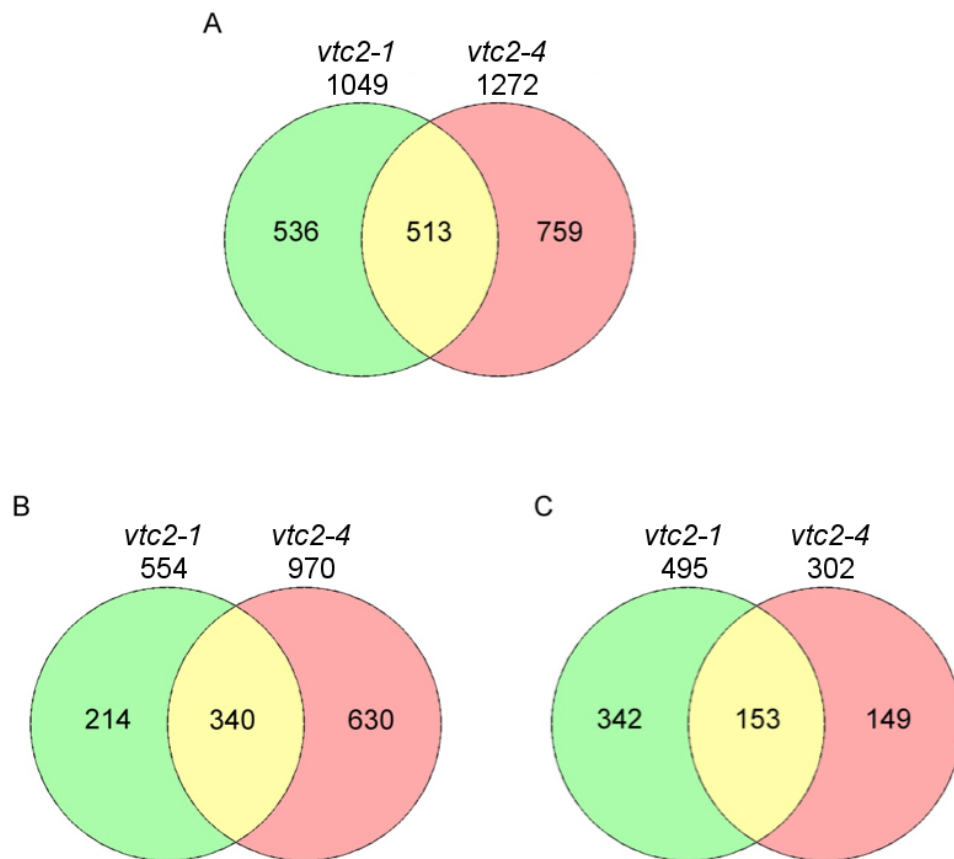 A
vtc2-1 vtc2-4
1049 1272
536 513 759
B C
vtc2-1 vtc2-4 vtc2-1 vtc2-4
554 970 495 302
214 340 630 342 153 149